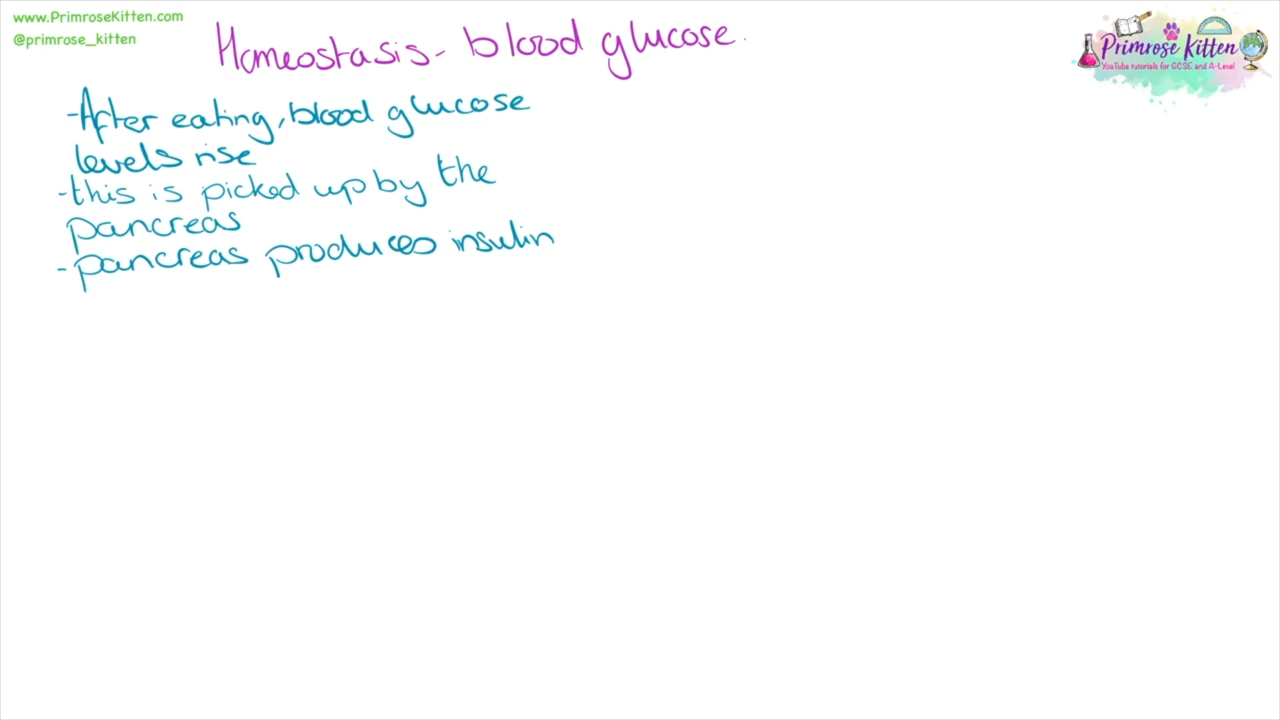 www.PrimroseKitten.com
@primrose_kitten
Homeostasis - blood glucose.
Primrose Kitten
YouTube tutorials for GCSE and A-Level
-After eating, blood glucose
levels rise
-this is picked up by the
pancreas
-pancreas produces insulin